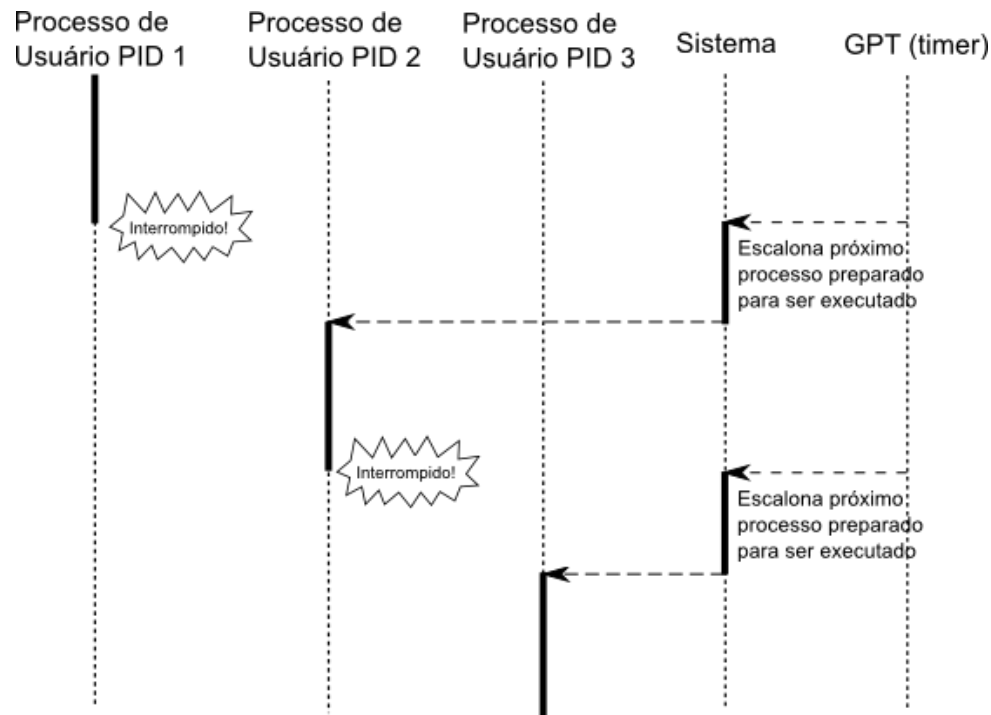 Processo de
Usuário PID 1
Processo de
Usuário PID 2
Processo de
Usuário PID 3
Sistema
GPT (timer)
Interrompido!
Escalona próximo
processo preparado
para ser executado
Interrompido!
Escalona próximo
processo preparado
para ser executado